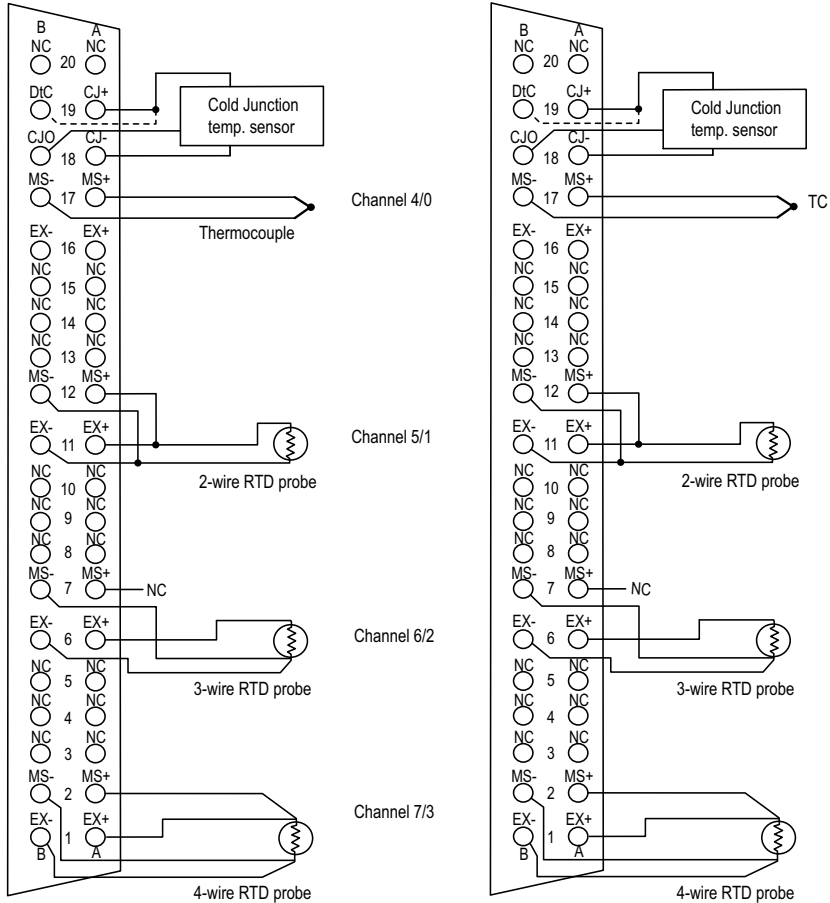 B A
NC NC
20
DtC CJ+
19
Cold Junction
temp. sensor
CJO CJ-
18
MS- 17 MS+
Channel 4/0
Thermocouple
EX- EX+
16
NC NC
15
NC NC
14
NC NC
13
MS- MS+
12
EX- EX+
11
Channel 5/1
2-wire RTD probe
NC NC
10
NC NC
9
NC NC
8
MS- MS+
7
NC
EX- EX+
6
Channel 6/2
3-wire RTD probe
NC NC
5
NC NC
4
NC NC
3
MS- MS+
2
Channel 7/3
EX- EX+
1
B A
4-wire RTD probe
B A
NC NC
20
DtC CJ+
19
Cold Junction
temp. sensor
CJO CJ-
18
MS- MS+
17
TC
EX- EX+
16
NC NC
15
NC NC
14
NC NC
13
MS- MS+
12
EX- EX+
11
2-wire RTD probe
NC NC
10
NC NC
9
NC NC
8
MS- MS+
7
NC
EX- EX+
6
3-wire RTD probe
NC NC
5
NC NC
4
NC NC
3
MS- MS+
2
EX- EX+
1
B A
4-wire RTD probe